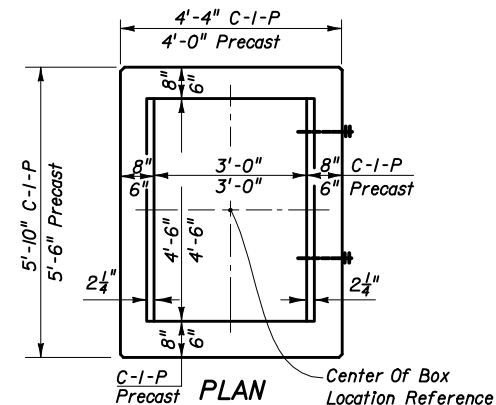 4'-4" C-I-P
4'-0" Precast
8"
6"
5'-10" C-I-P
5'-6" Precast
8"
6"
3'-0"
3'-0"
8" C-I-P
6" Precast
4'-6"
4'-6"
2 1/4"
2 1/4"
8"
6"
C-I-P
Precast
PLAN
Center Of Box
Location Reference